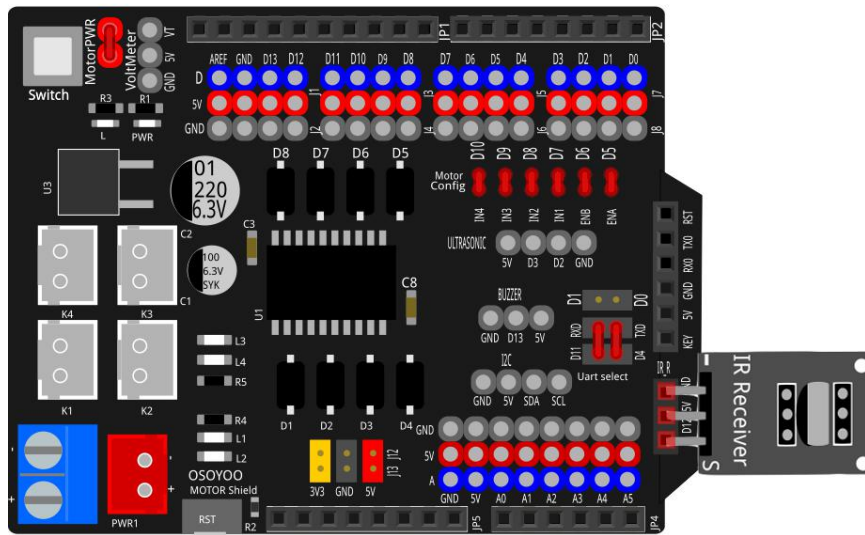 JP1
JP2
MotorPWR
VoltMeter
VT
5V
GND
Switch
AREF GND D13 D12 D11 D10 D9 D8 D7 D6 D5 D4 D3 D2 D1 D0
D
J1 J3 J5 J7
5V
GND
J2 J4 J6 J8
R3 R1
L PWR
U3
01
220
6.3V
C2
D8 D7 D6 D5
Motor
Config
D10 D9 D8 D7 D6 D5
IN4 IN3 IN2 IN1 ENB ENA
ULTRASONIC
5V D3 D2 GND
C3
100
6.3V
SYK
C1
K4 K3
U1
C8
BUZZER
GND D13 5V
D1 D0
RXD TX0
D11 D4
Uart select
I2C
GND 5V SDA SCL
RST
TX0
RX0
GND
5V
KEY
IR_R
ND
5V
D12
-
IR Receiver
S
L3
L4
R5
R4
L1
L2
K1 K2
D1 D2 D3 D4
GND
5V
A
GND 5V A0 A1 A2 A3 A4 A5
J12
J13
3V3 GND 5V
- -
+ +
PWR1
OSOYOO
MOTOR Shield
RST
R2
JP5
JP4